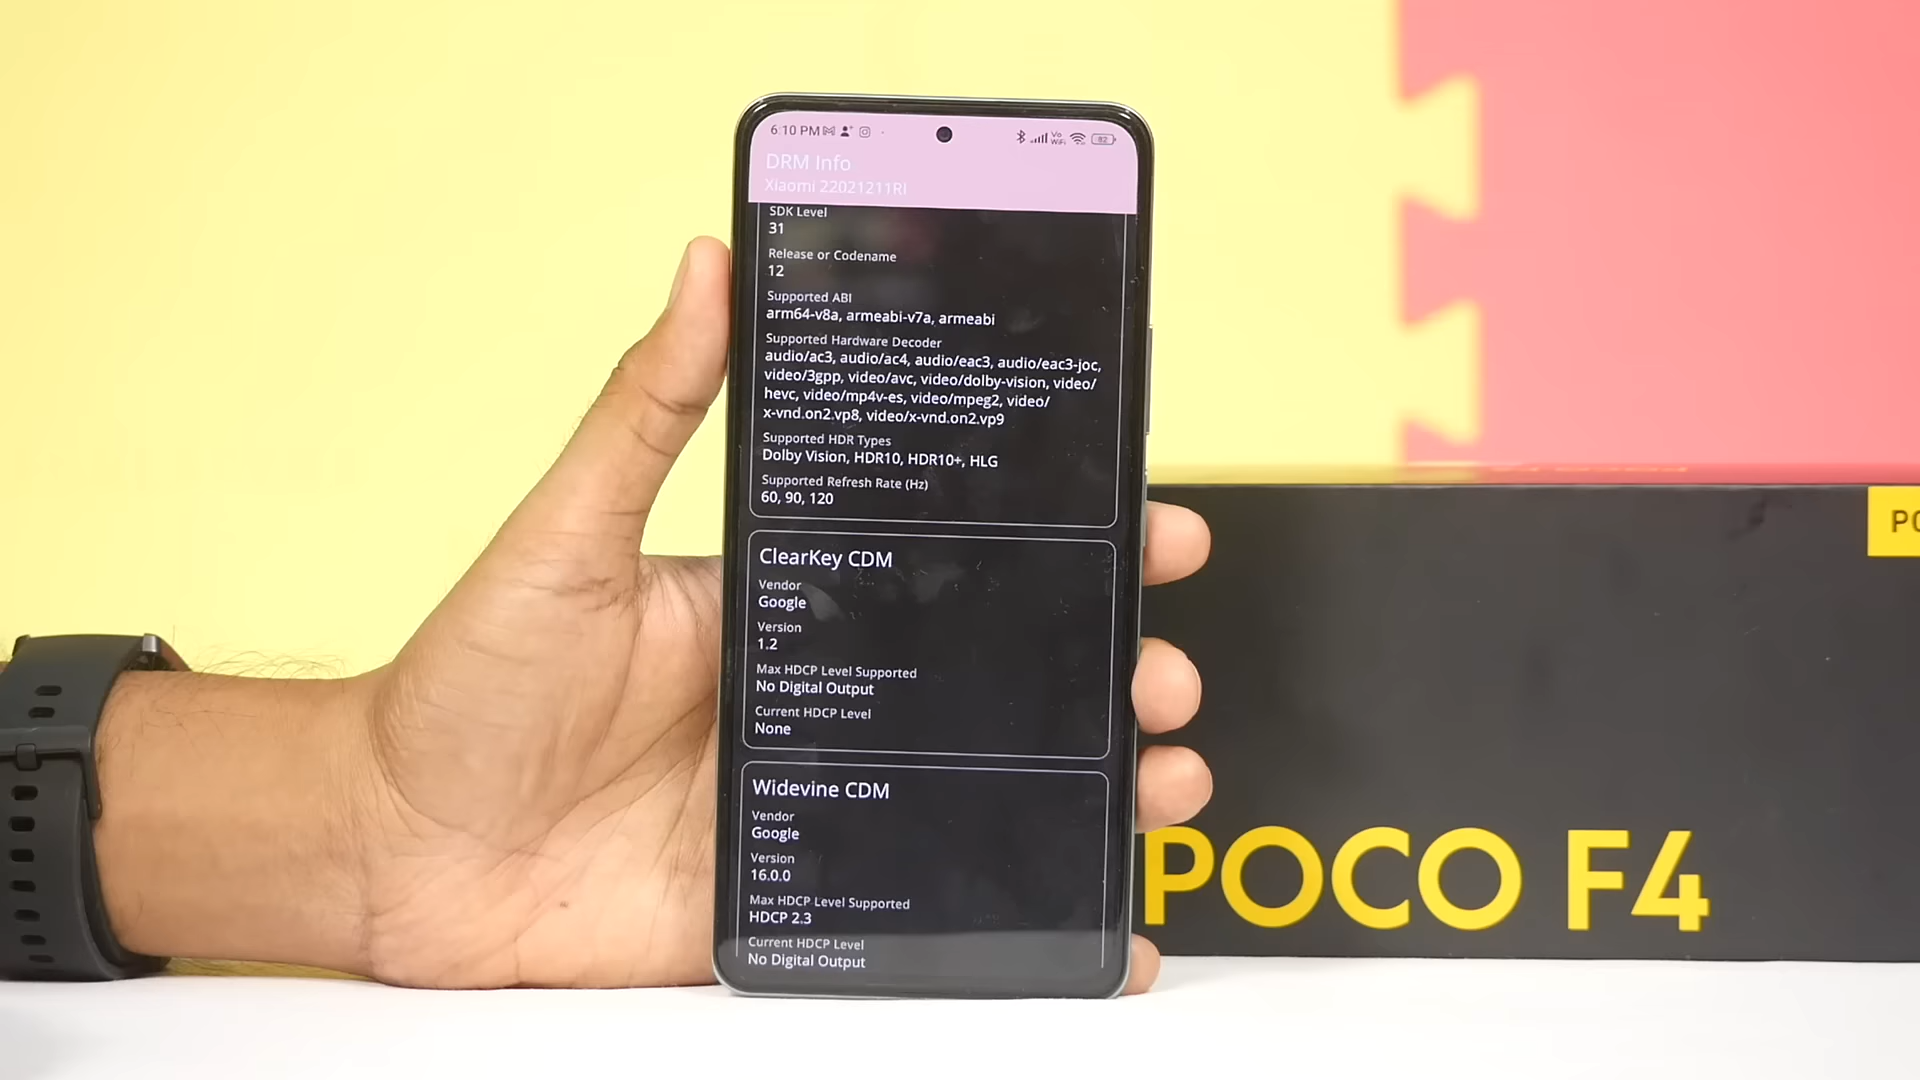 6:10 PM
Vo
WiFi
82
DRM Info
Xiaomi 22021211RI
SDK Level
31
Release or Codename
12
Supported ABI
arm64-v8a, armeabi-v7a, armeabi
Supported Hardware Decoder
audio/ac3, audio/ac4, audio/eac3, audio/eac3-joc,
video/3gpp, video/avc, video/dolby-vision, video/
hevc, video/mp4v-es, video/mpeg2, video/
x-vnd.on2.vp8, video/x-vnd.on2.vp9
Supported HDR Types
Dolby Vision, HDR10, HDR10+, HLG
Supported Refresh Rate (Hz)
60, 90, 120
ClearKey CDM
Vendor
Google
Version
1.2
Max HDCP Level Supported
No Digital Output
Current HDCP Level
None
Widevine CDM
Vendor
Google
Version
16.0.0
Max HDCP Level Supported
HDCP 2.3
Current HDCP Level
No Digital Output
PO
POCO F4